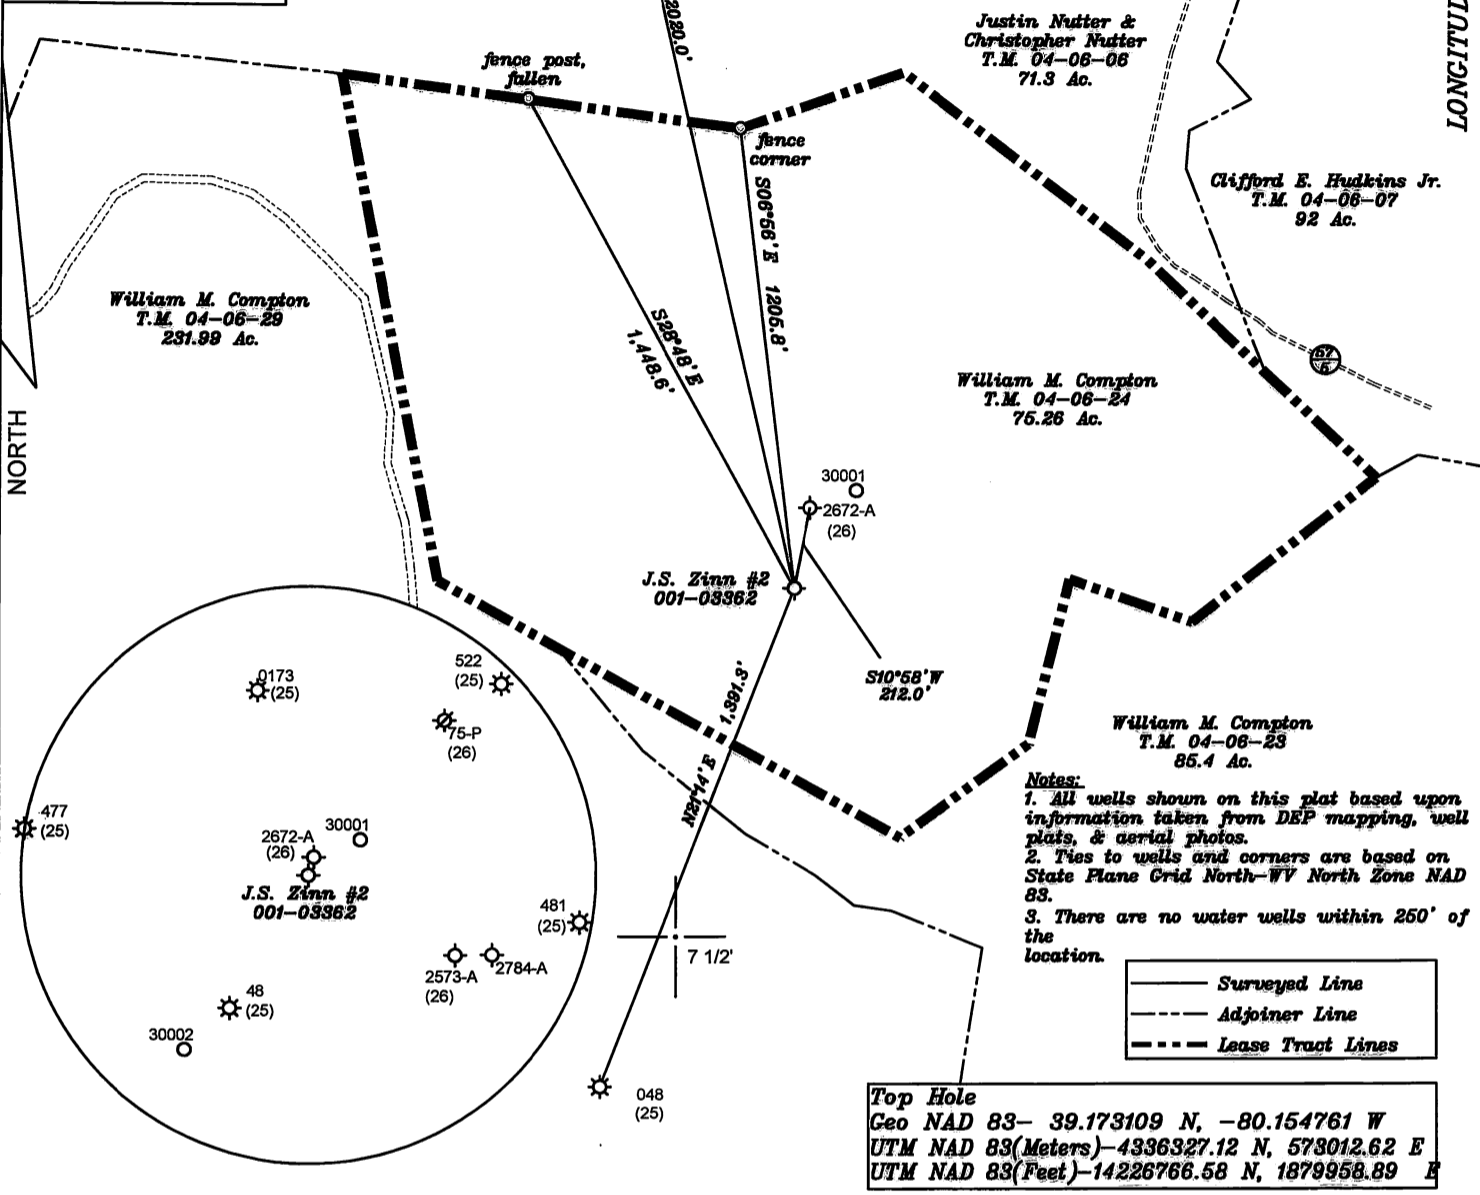 2020.0'
LONGITUD
Justin Nutter &
Christopher Nutter
T.M. 04-06-06
71.3 Ac.
fence post,
fallen
fence
corner
Clifford E. Hudkins Jr.
T.M. 04-06-07
92 Ac.
S06°56'E 1205.8'
William M. Compton
T.M. 04-06-29
231.99 Ac.
S28°48'E
1,448.6'
57
5
William M. Compton
T.M. 04-06-24
75.26 Ac.
NORTH
30001
2672-A
(26)
J.S. Zinn #2
001-03362
S10°58'W
212.0'
1,391.3'
N21°14'E
William M. Compton
T.M. 04-06-23
85.4 Ac.
0173
(25)
522
(25)
75-P
(26)
477
(25)
30001
2672-A
(26)
J.S. Zinn #2
001-03362
481
(25)
2573-A
(26)
2784-A
48
(25)
30002
7 1/2'
048
(25)
Notes:
1. All wells shown on this plat based upon
information taken from DEP mapping, well
plats, & aerial photos.
2. Ties to wells and corners are based on
State Plane Grid North-WV North Zone NAD
83.
3. There are no water wells within 250' of
the
location.
Surveyed Line
Adjoiner Line
Lease Tract Lines
Top Hole
Geo NAD 83- 39.173109 N, -80.154761 W
UTM NAD 83(Meters)-4336327.12 N, 573012.62 E
UTM NAD 83(Feet)-14226766.58 N, 1879958.89 E